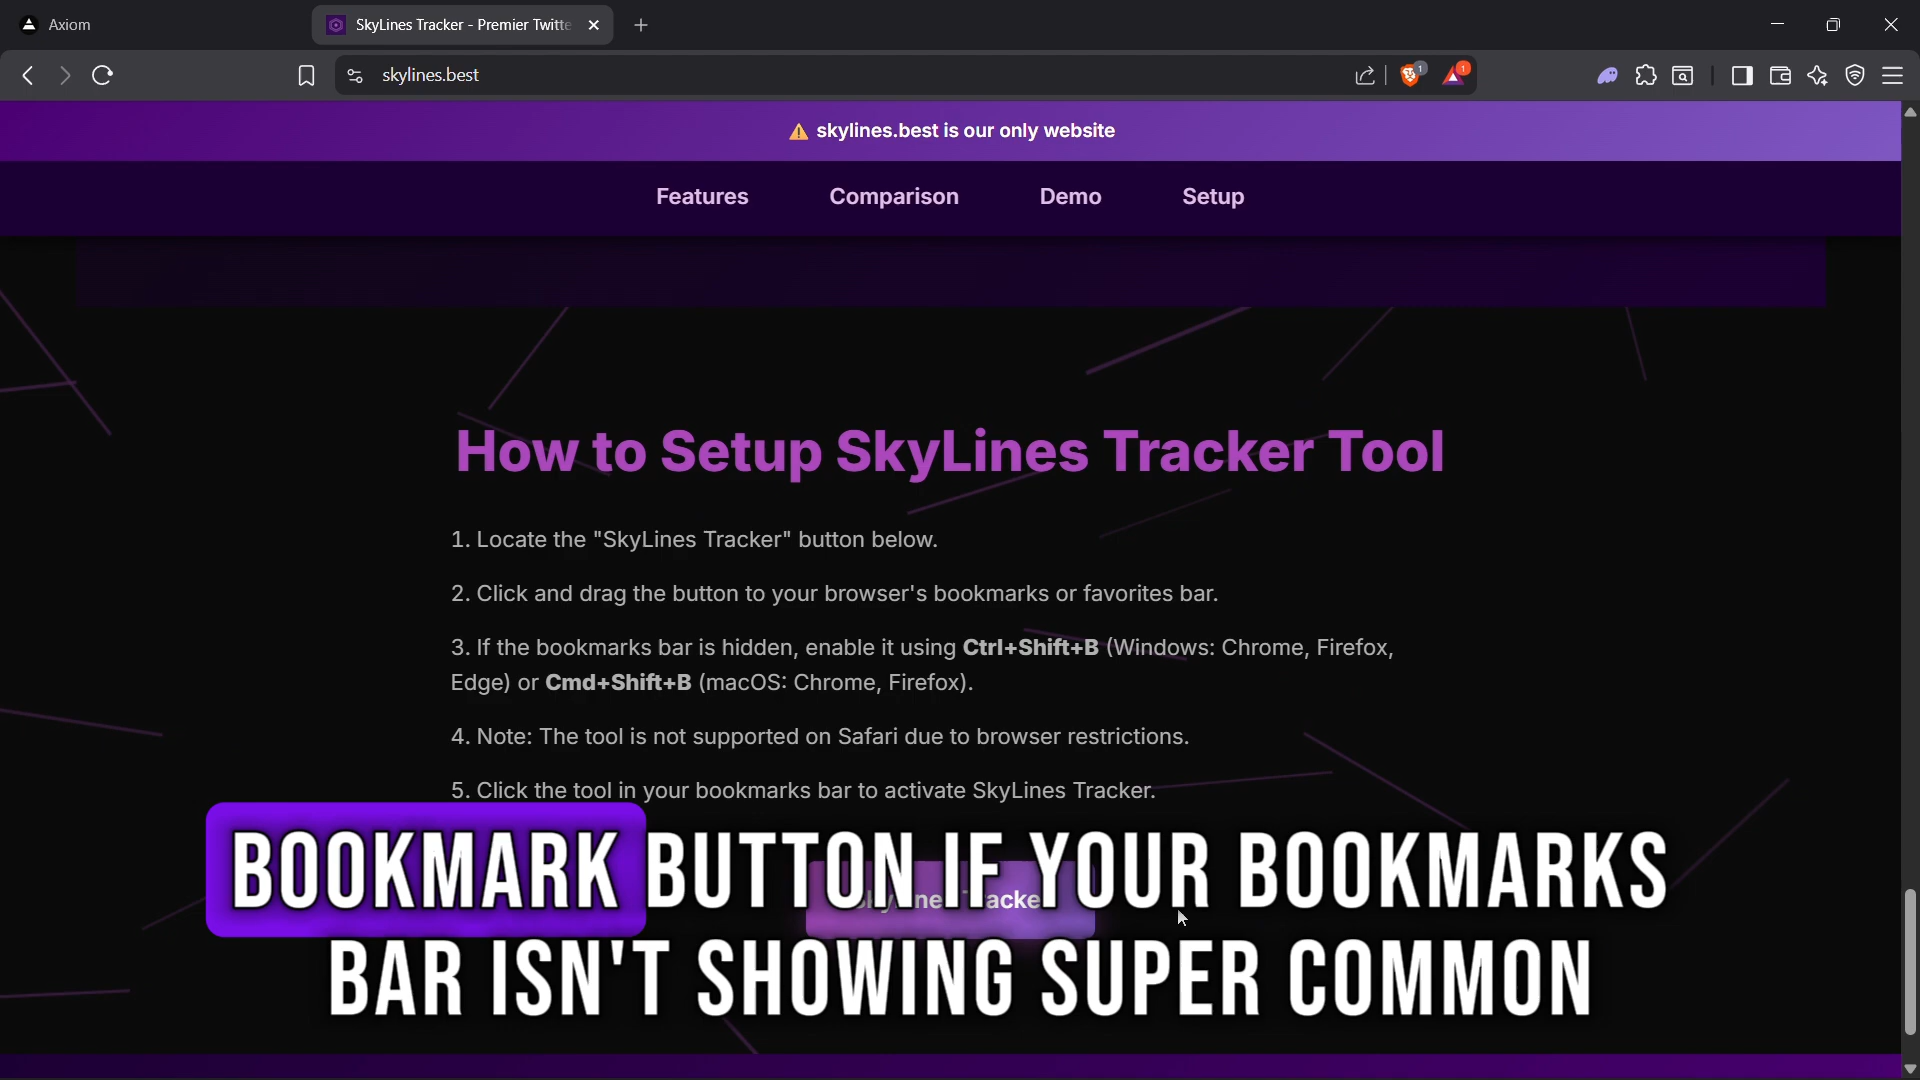 Axiom
SkyLines Tracker - Premier Twitte
skylines.best
1
1
skylines.best is our only website
Features
Comparison
Demo
Setup
How to Setup SkyLines Tracker Tool
1. Locate the "SkyLines Tracker" button below.
2. Click and drag the button to your browser's bookmarks or favorites bar.
3. If the bookmarks bar is hidden, enable it using Ctrl+Shift+B (Windows: Chrome, Firefox,
Edge) or Cmd+Shift+B (macOS: Chrome, Firefox).
4. Note: The tool is not supported on Safari due to browser restrictions.
5. Click the tool in your bookmarks bar to activate SkyLines Tracker.
BOOKMARK BUTTON IF YOUR BOOKMARKS
BAR ISN'T SHOWING SUPER COMMON